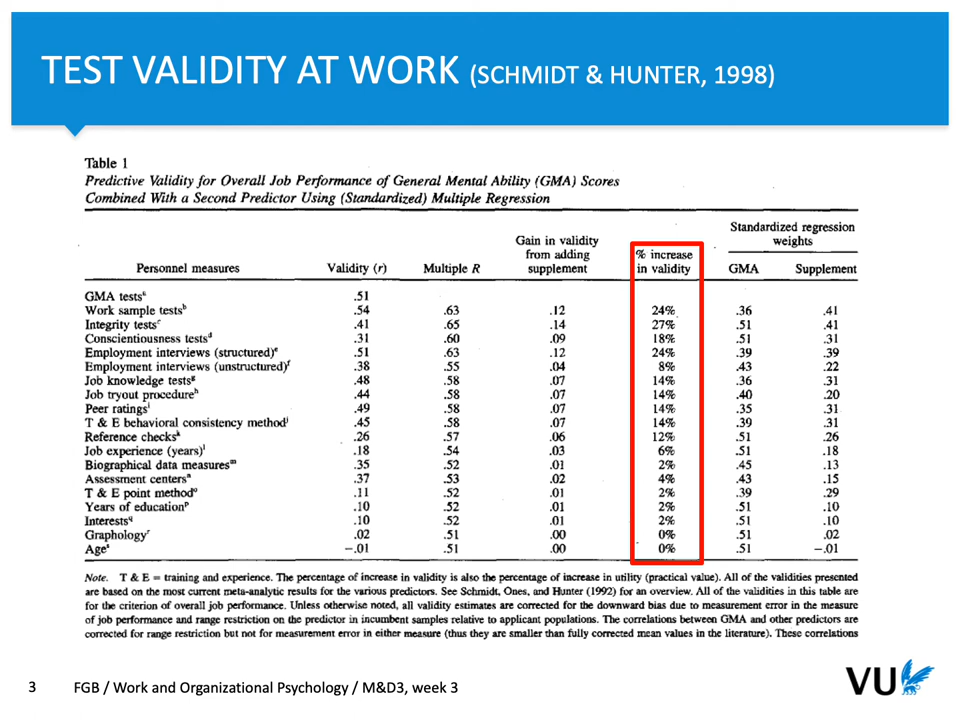 TEST VALIDITY AT WORK (SCHMIDT & HUNTER, 1998)
Table 1
Predictive Validity for Overall Job Performance of General Mental Ability (GMA) Scores
Combined With a Second Predictor Using (Standardized) Multiple Regression
Standardized regression
weights
Gain in validity
from adding
supplement
% increase
in validity
Personnel measures Validity (r) Multiple R GMA Supplement
GMA testsᵃ .51
Work sample testsᵇ .54 .63 .12 24% .36 .41
Integrity testsᶜ .41 .65 .14 27% .51 .41
Conscientiousness testsᵈ .31 .60 .09 18% .51 .31
Employment interviews (structured)ᵉ .51 .63 .12 24% .39 .39
Employment interviews (unstructured)ᶠ .38 .55 .04 8% .43 .22
Job knowledge testsᵍ .48 .58 .07 14% .36 .31
Job tryout procedureʰ .44 .58 .07 14% .40 .20
Peer ratingsⁱ .49 .58 .07 14% .35 .31
T & E behavioral consistency methodʲ .45 .58 .07 14% .39 .31
Reference checksᵏ .26 .57 .06 12% .51 .26
Job experience (years)ˡ .18 .54 .03 6% .51 .18
Biographical data measuresᵐ .35 .52 .01 2% .45 .13
Assessment centersⁿ .37 .53 .02 4% .43 .15
T & E point methodᵒ .11 .52 .01 2% .39 .29
Years of educationᵖ .10 .52 .01 2% .51 .10
Interests𐞥 .10 .52 .01 2% .51 .10
Graphologyʳ .02 .51 .00 0% .51 .02
Ageˢ −.01 .51 .00 0% .51 −.01
Note. T & E = training and experience. The percentage of increase in validity is also the percentage of increase in utility (practical value). All of the validities presented
are based on the most current meta-analytic results for the various predictors. See Schmidt, Ones, and Hunter (1992) for an overview. All of the validities in this table are
for the criterion of overall job performance. Unless otherwise noted, all validity estimates are corrected for the downward bias due to measurement error in the measure
of job performance and range restriction on the predictor in incumbent samples relative to applicant populations. The correlations between GMA and other predictors are
corrected for range restriction but not for measurement error in either measure (thus they are smaller than fully corrected mean values in the literature). These correlations
3 FGB / Work and Organizational Psychology / M&D3, week 3
VU